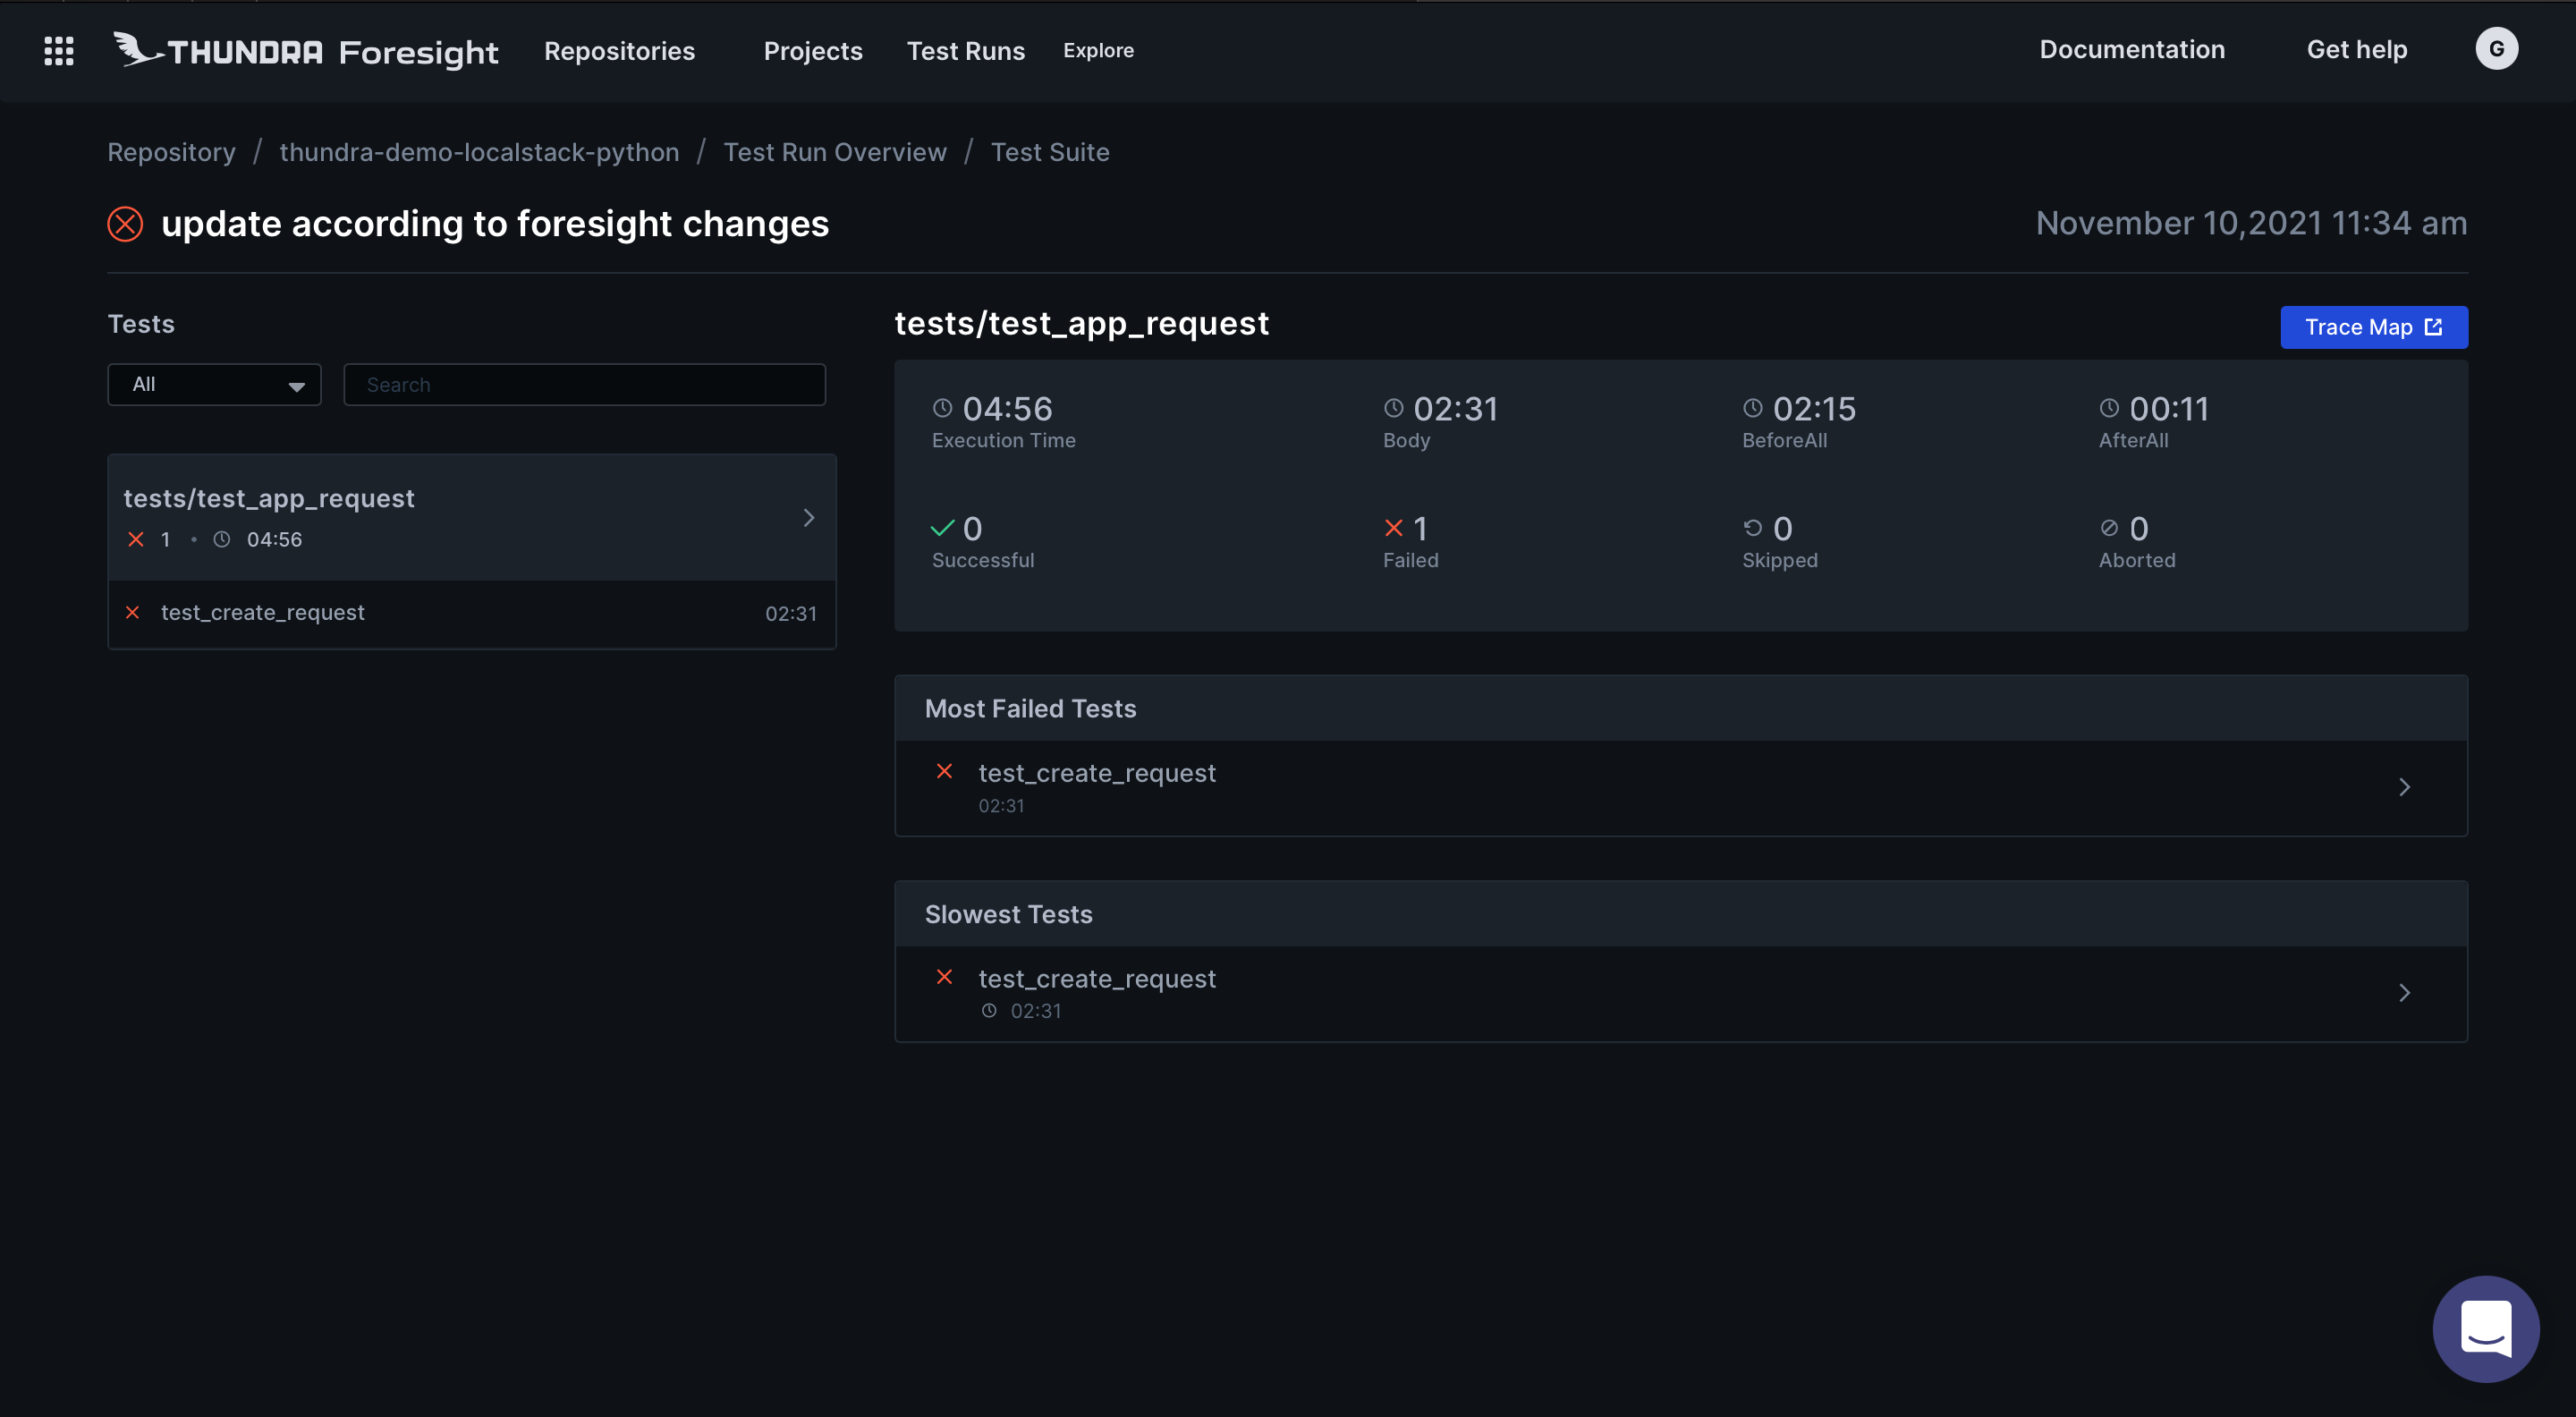 THUNDRA Foresight Repositories Projects Test Runs Explore Documentation Get help G
Repository / thundra-demo-localstack-python / Test Run Overview / Test Suite
update according to foresight changes
November 10,2021 11:34 am
Tests
All
Search
tests/test_app_request
1 • 04:56
test_create_request 02:31
tests/test_app_request
Trace Map
04:56 02:31 02:15 00:11
Execution Time Body BeforeAll AfterAll
0 1 0 0
Successful Failed Skipped Aborted
Most Failed Tests
test_create_request
02:31
Slowest Tests
test_create_request
02:31